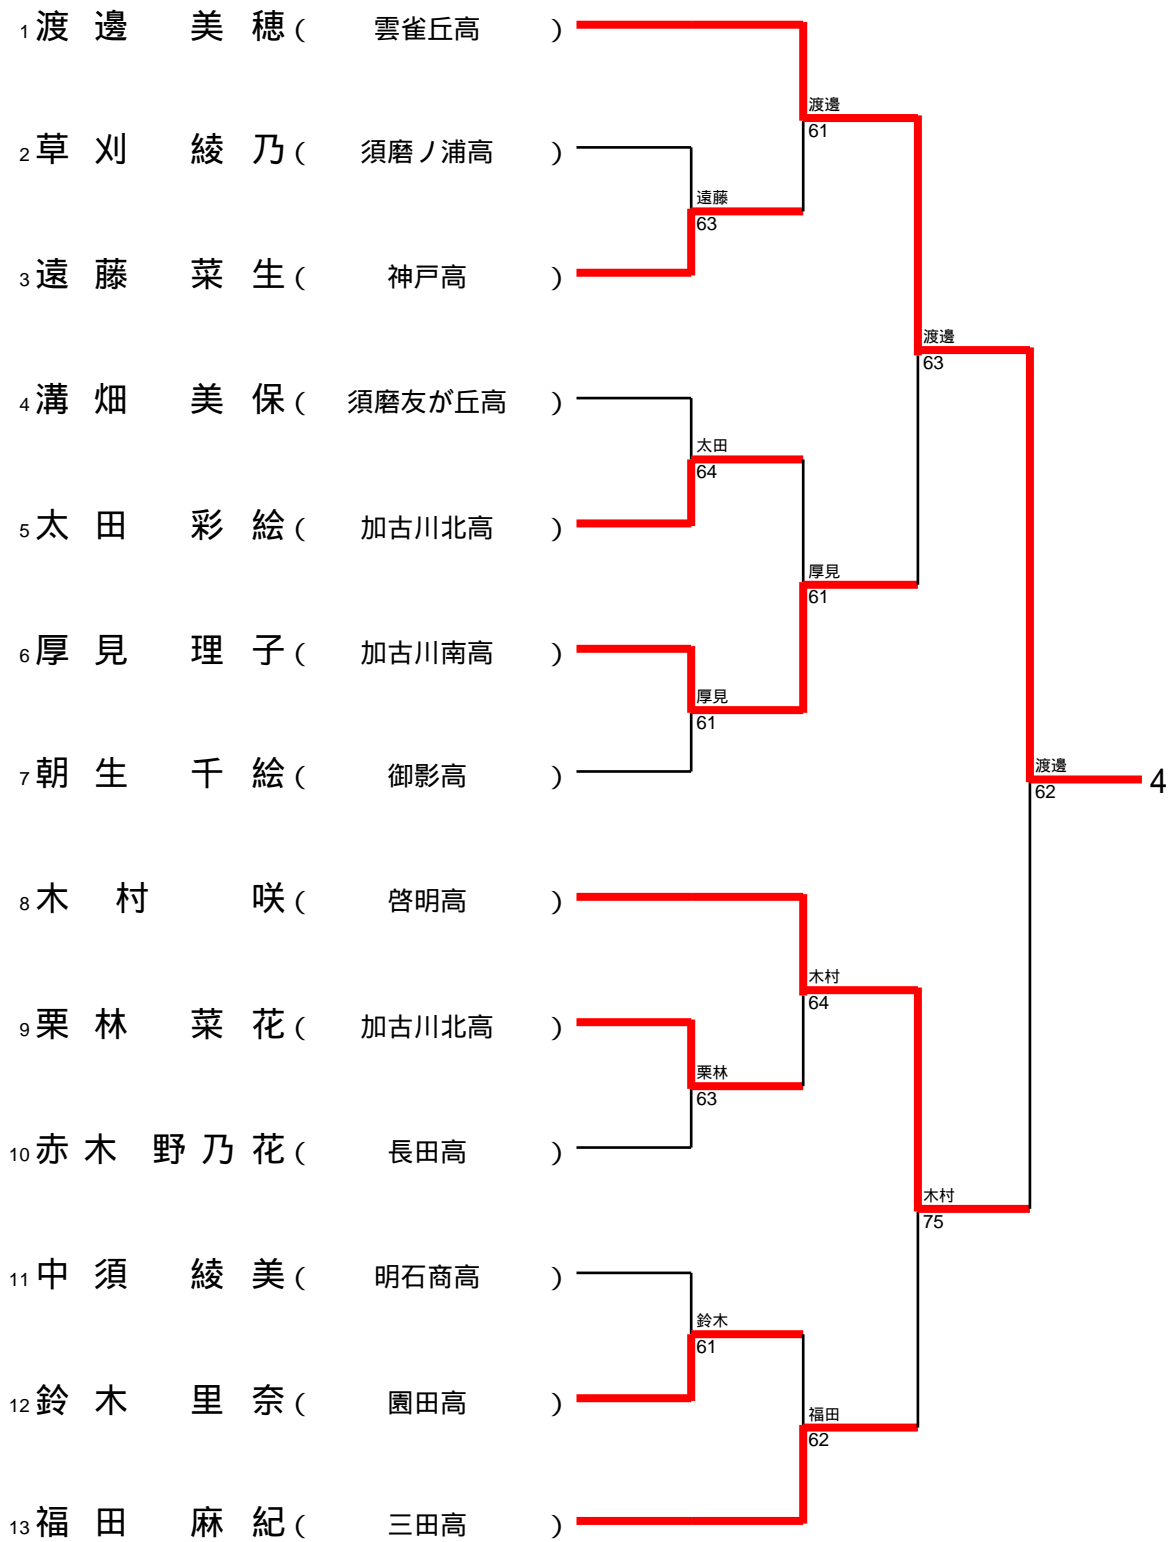 1 渡邊 美穂 ( 雲雀丘高 )
渡邊
61
2 草刈 綾乃 ( 須磨ノ浦高 )
遠藤
63
3 遠藤 菜生 ( 神戸高 )
渡邊
63
4 溝畑 美保 ( 須磨友が丘高 )
太田
64
5 太田 彩絵 ( 加古川北高 )
厚見
61
6 厚見 理子 ( 加古川南高 )
厚見
61
7 朝生 千絵 ( 御影高 )
渡邊
62
4
8 木村 咲 ( 啓明高 )
木村
64
9 栗林 菜花 ( 加古川北高 )
栗林
63
10 赤木 野乃花 ( 長田高 )
木村
75
11 中須 綾美 ( 明石商高 )
鈴木
61
12 鈴木 里奈 ( 園田高 )
福田
62
13 福田 麻紀 ( 三田高 )